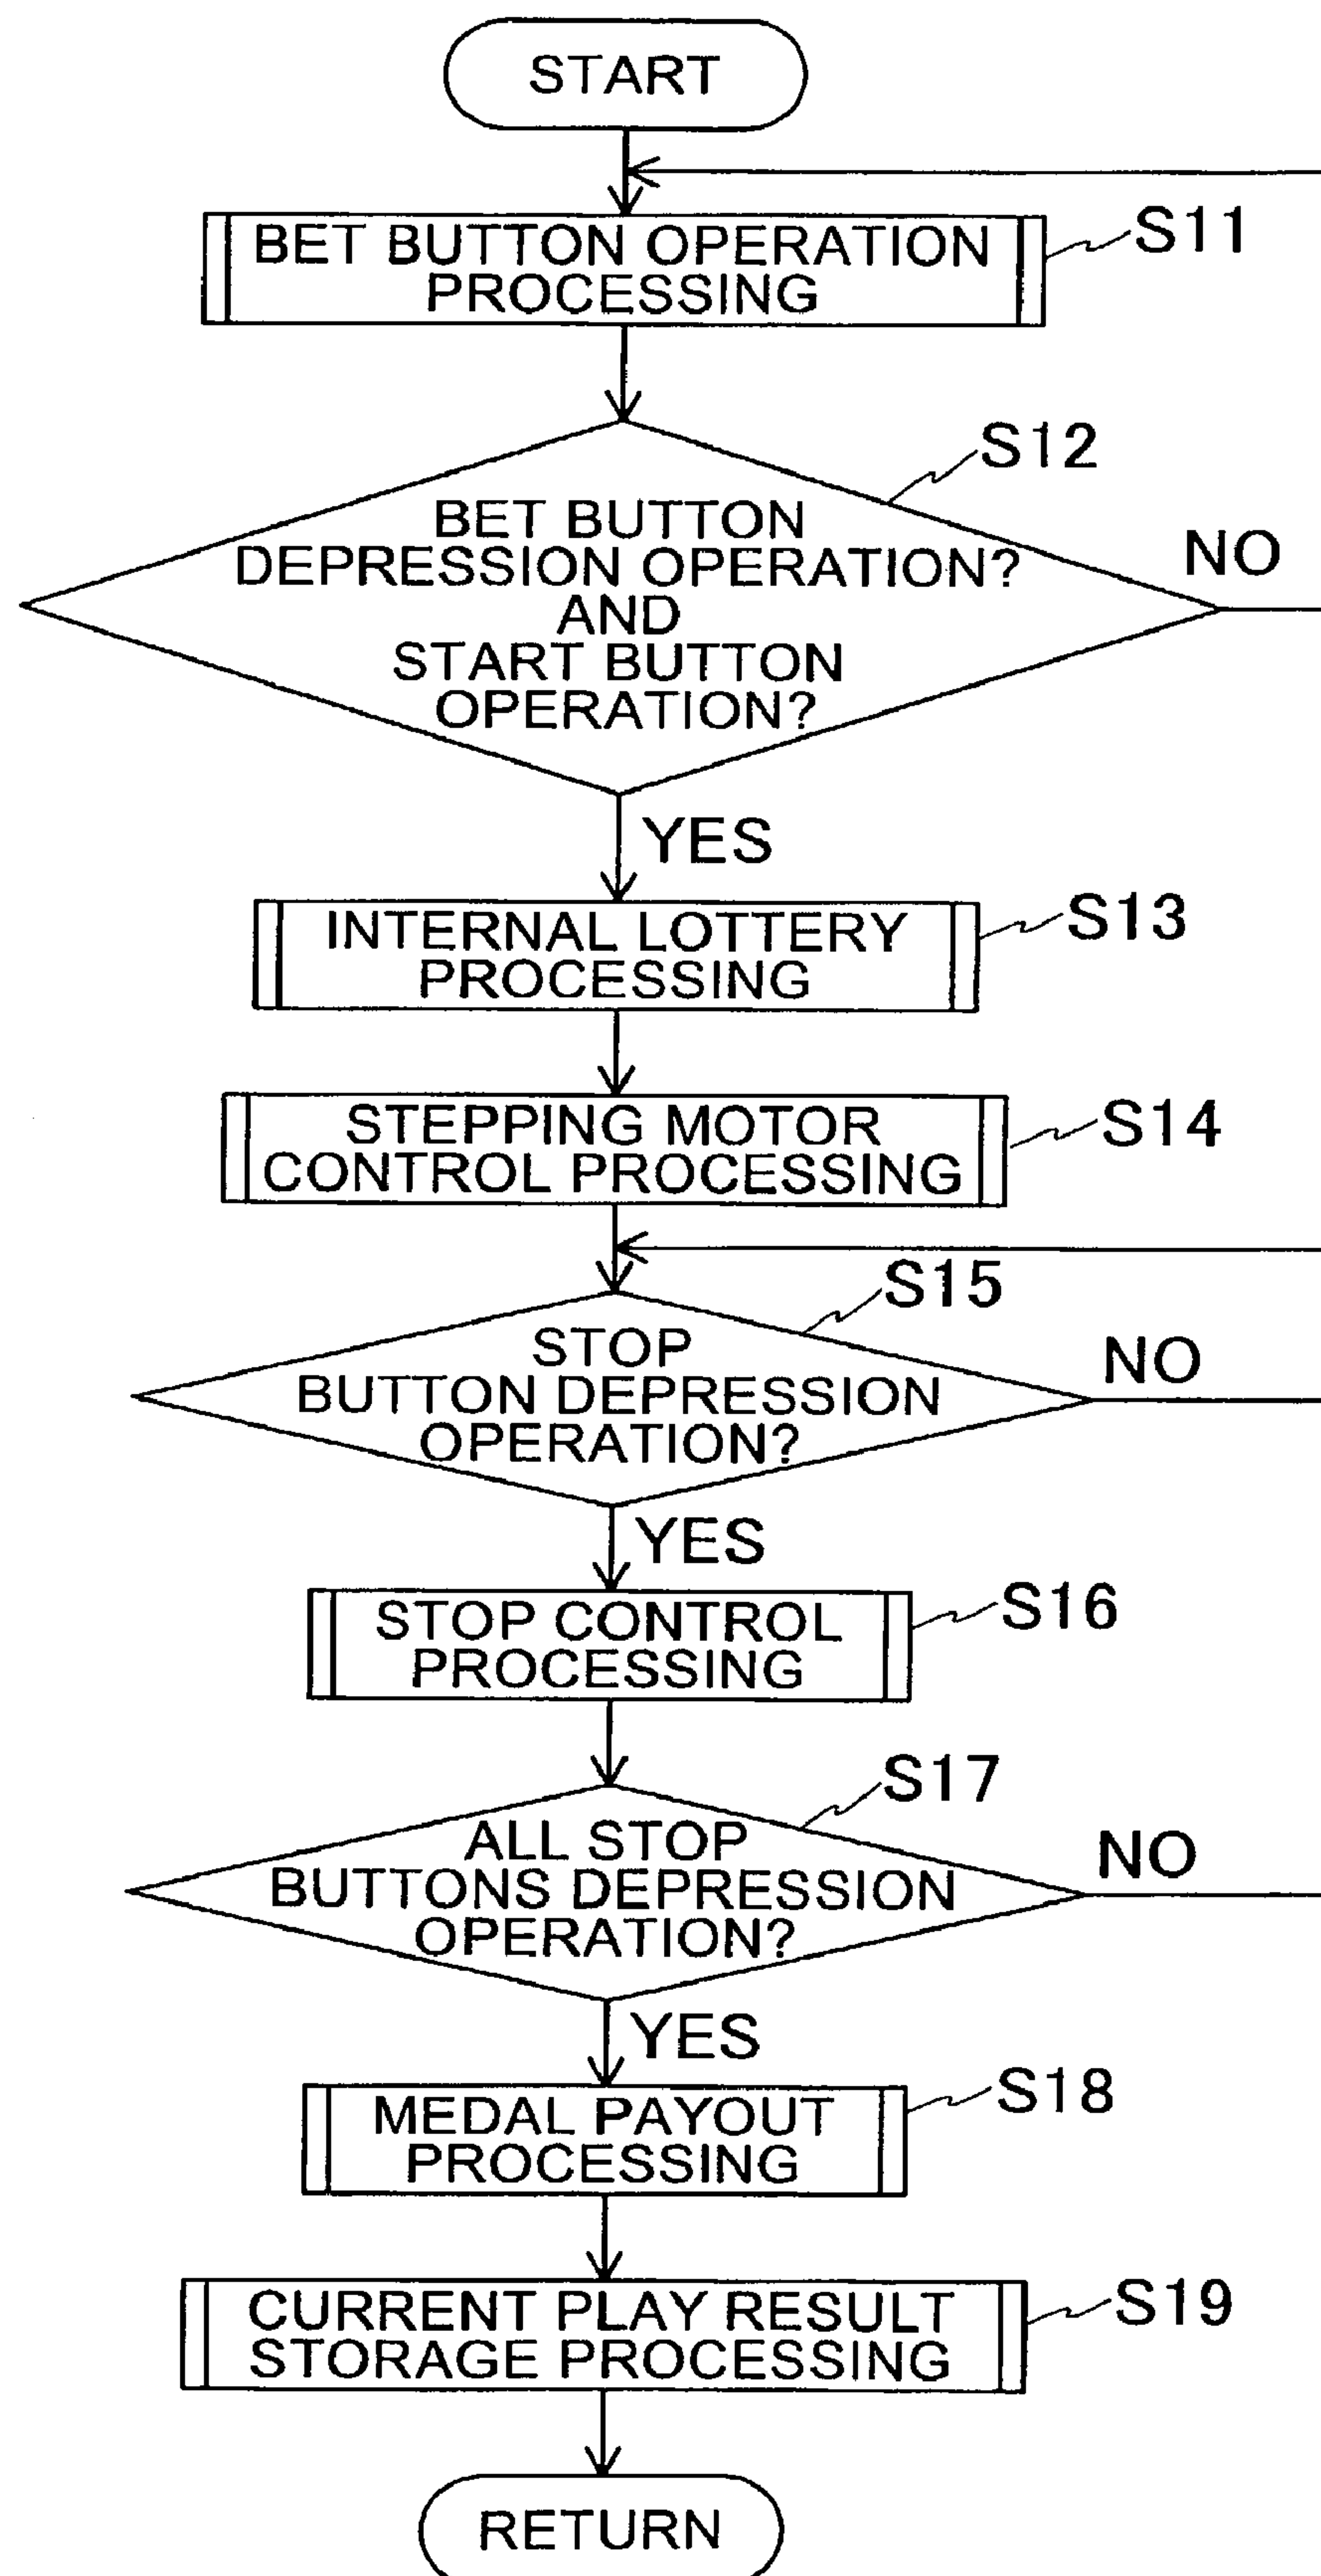 START
BET BUTTON OPERATION
PROCESSING
S11
S12
BET BUTTON
DEPRESSION OPERATION?
AND
START BUTTON
OPERATION?
NO
YES
INTERNAL LOTTERY
PROCESSING
S13
STEPPING MOTOR
CONTROL PROCESSING
S14
S15
STOP
BUTTON DEPRESSION
OPERATION?
NO
YES
STOP CONTROL
PROCESSING
S16
S17
ALL STOP
BUTTONS DEPRESSION
OPERATION?
NO
YES
MEDAL PAYOUT
PROCESSING
S18
CURRENT PLAY RESULT
STORAGE PROCESSING
S19
RETURN